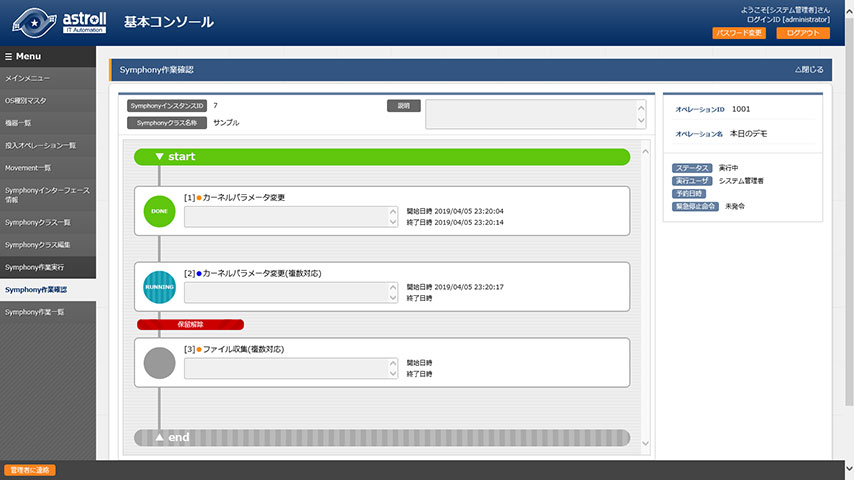 astroll
IT Automation
基本コンソール
ようこそ[システム管理者]さん
ログインID [administrator]
パスワード変更
ログアウト
☰ Menu
メインメニュー
OS種別マスタ
機器一覧
投入オペレーション一覧
Movement一覧
Symphonyインターフェース
情報
Symphonyクラス一覧
Symphonyクラス編集
Symphony作業実行
Symphony作業確認
Symphony作業一覧
Symphony作業確認
△閉じる
SymphonyインスタンスID 7
説明
Symphonyクラス名称 サンプル
▼ start
DONE
[1]●カーネルパラメータ変更
開始日時 2019/04/05 23:20:04
終了日時 2019/04/05 23:20:14
RUNNING
[2]●カーネルパラメータ変更(複数対応)
開始日時 2019/04/05 23:20:17
終了日時
保留解除
[3]●ファイル収集(複数対応)
開始日時
終了日時
▲ end
オペレーションID 1001
オペレーション名 本日のデモ
ステータス 実行中
実行ユーザ システム管理者
予約日時
緊急停止命令 未発令
管理者に連絡